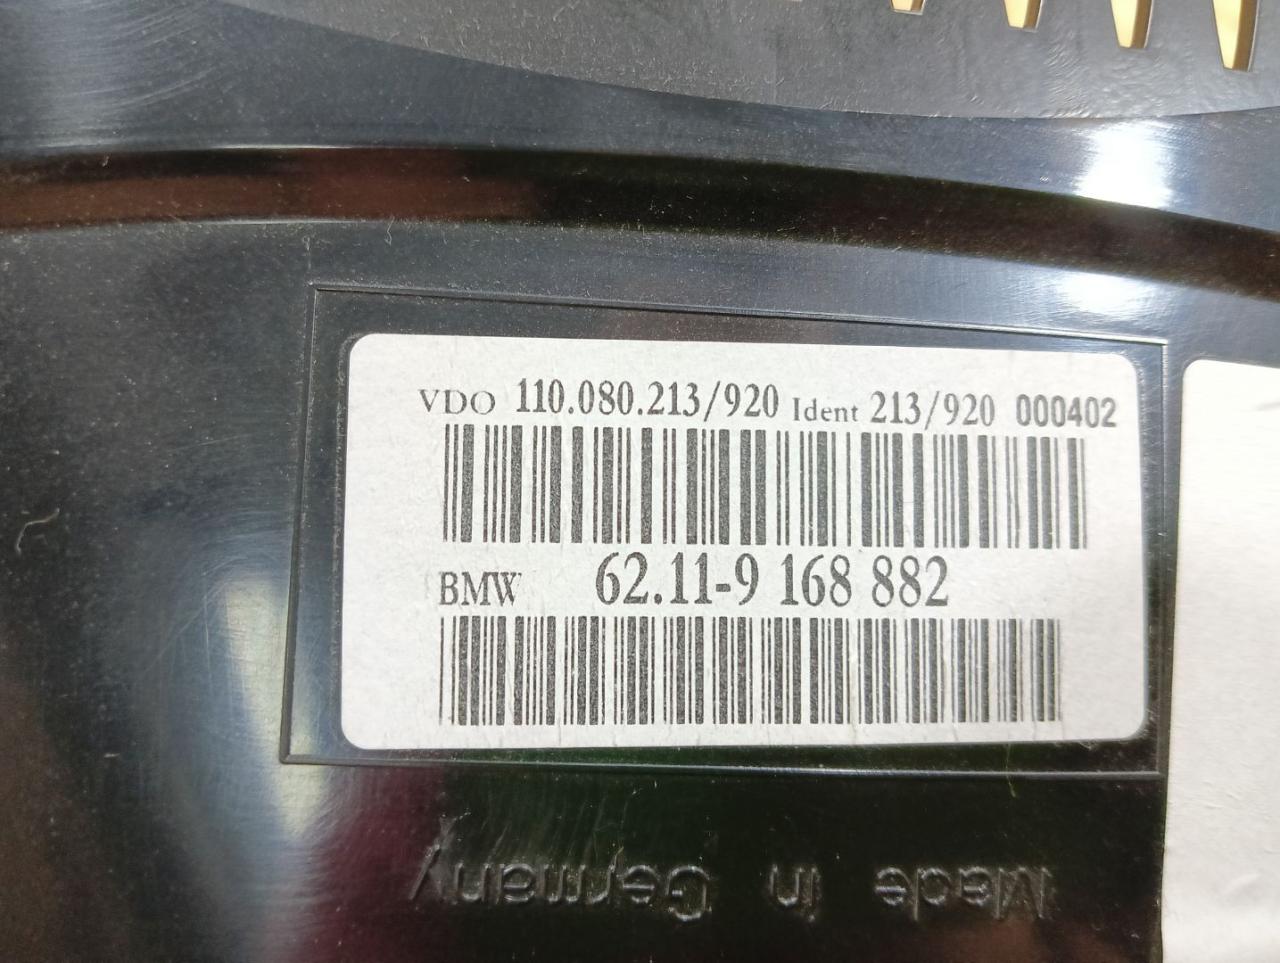 VDO 110.080.213/920 Ident 213/920 000402
BMW 62.11-9 168 882
Made in Germany